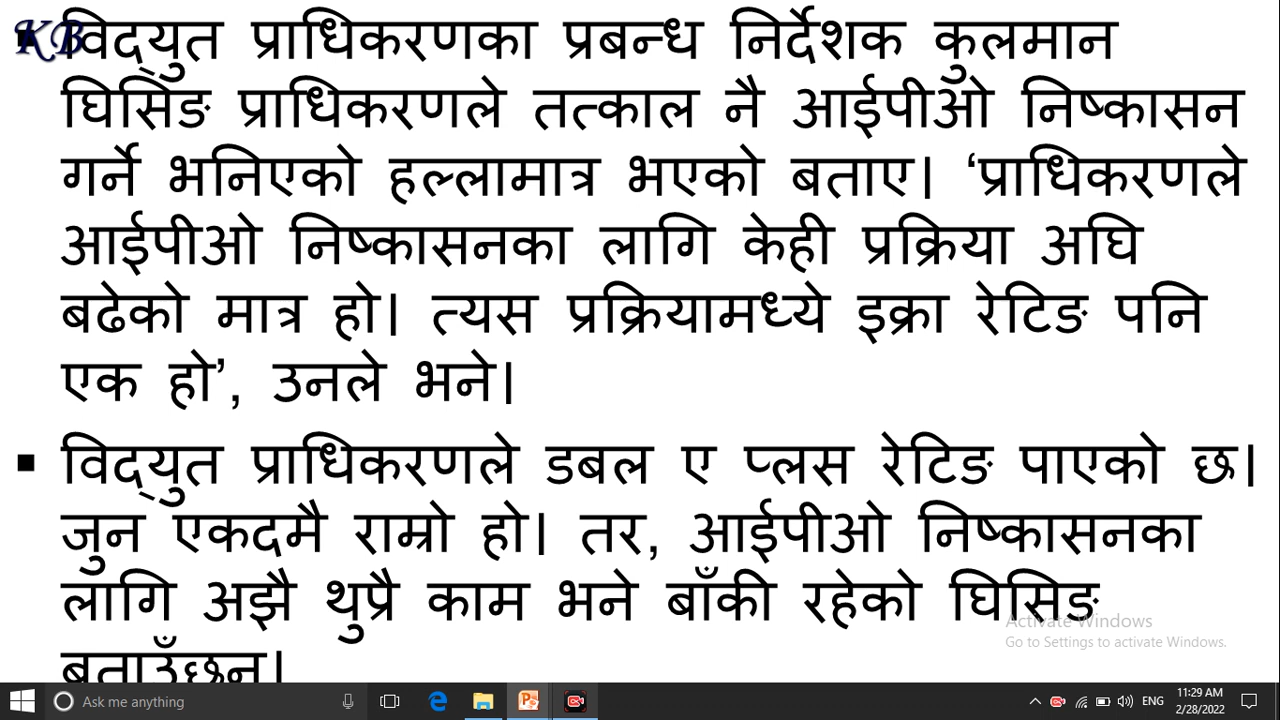 KB
विद्युत प्राधिकरणका प्रबन्ध निर्देशक कुलमान
घिसिङ प्राधिकरणले तत्काल नै आईपीओ निष्कासन
गर्ने भनिएको हल्लामात्र भएको बताए। ‘प्राधिकरणले
आईपीओ निष्कासनका लागि केही प्रक्रिया अघि
बढेको मात्र हो। त्यस प्रक्रियामध्ये इक्रा रेटिङ पनि
एक हो’, उनले भने।
▪ विद्युत प्राधिकरणले डबल ए प्लस रेटिङ पाएको छ।
जुन एकदमै राम्रो हो। तर, आईपीओ निष्कासनका
लागि अझै थुप्रै काम भने बाँकी रहेको घिसिङ
बताउँछन्।
Activate Windows
Go to Settings to activate Windows.
Ask me anything
ENG
11:29 AM
2/28/2022